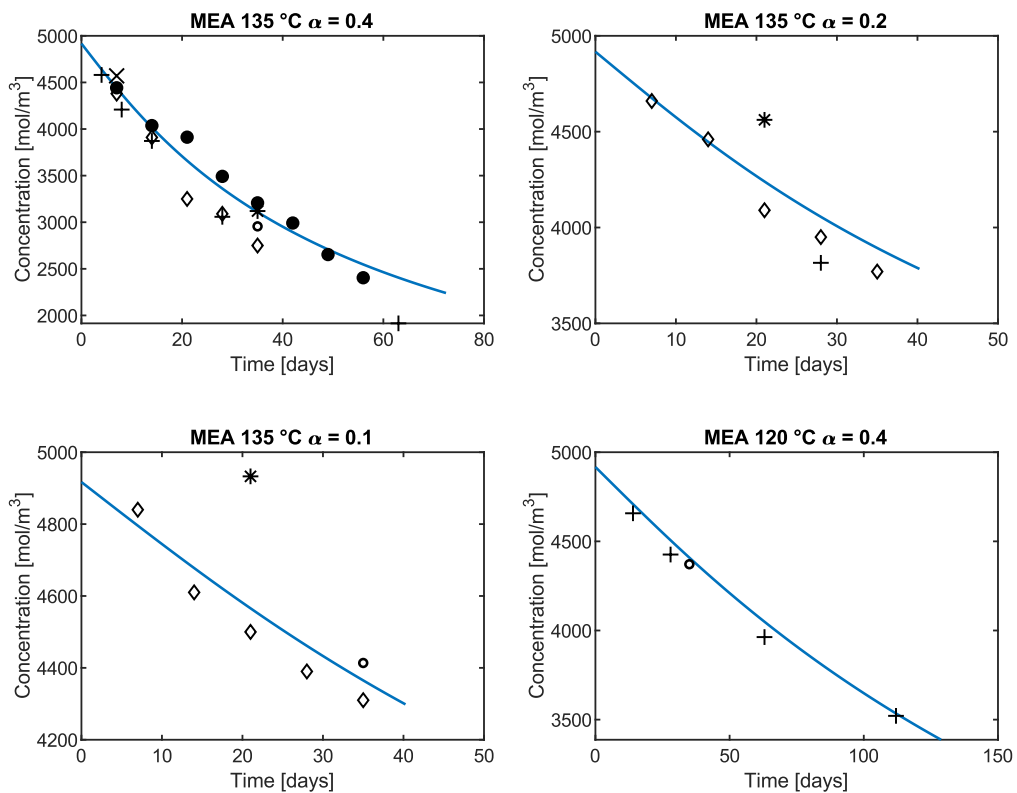 MEA 135 °C α = 0.4
5000
4500
4000
3500
3000
2500
2000
Concentration [mol/m³]
0 20 40 60 80
Time [days]
MEA 135 °C α = 0.2
5000
4500
4000
3500
Concentration [mol/m³]
0 10 20 30 40 50
Time [days]
MEA 135 °C α = 0.1
5000
4800
4600
4400
4200
Concentration [mol/m³]
0 10 20 30 40 50
Time [days]
MEA 120 °C α = 0.4
5000
4500
4000
3500
Concentration [mol/m³]
0 50 100 150
Time [days]